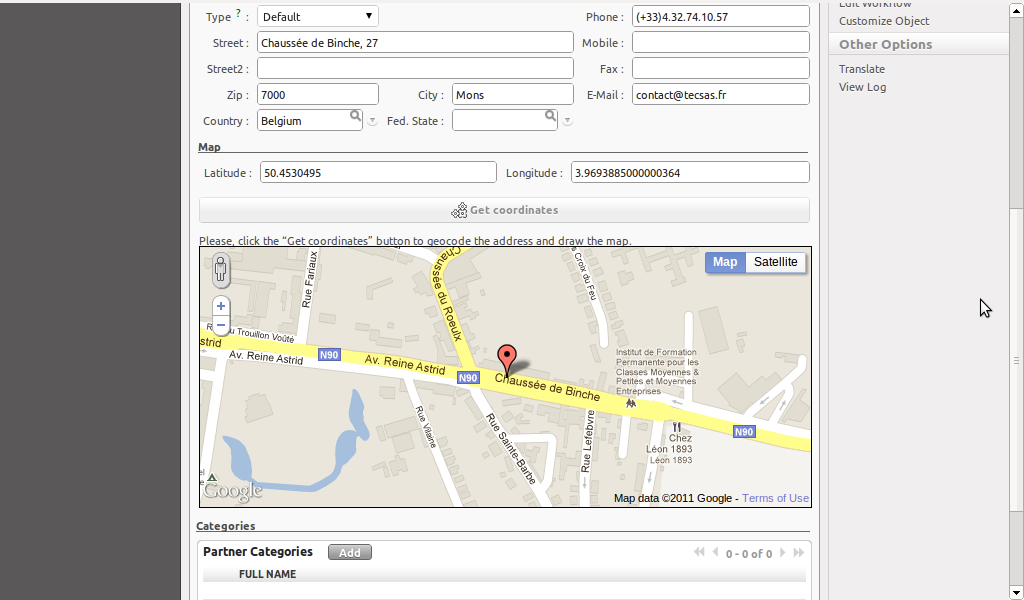 Edit Workflow
Customize Object
Other Options
Translate
View Log
Type ? : Default
Phone : (+33)4.32.74.10.57
Street : Chaussée de Binche, 27
Mobile :
Street2 :
Fax :
Zip : 7000
City : Mons
E-Mail : contact@tecsas.fr
Country : Belgium
Fed. State :
Map
Latitude : 50.4530495
Longitude : 3.9693885000000364
Get coordinates
Please, click the “Get coordinates” button to geocode the address and draw the map.
Map
Satellite
Rue Fariaux
Chaussée du Roeulx
Croix du Feu
Trouillon Voûté
strid
Av. Reine Astrid
N90
Av. Reine Astrid
N90
Chaussée de Binche
Institut de Formation
Permanente pour les
Classes Moyennes &
Petites et Moyennes
Entreprises
Rue Vilaine
Rue Sainte-Barbe
Rue Lefebvre
N90
Chez
Léon 1893
Léon 1893
Google
Map data ©2011 Google - Terms of Use
Categories
Partner Categories
Add
0 - 0 of 0
FULL NAME